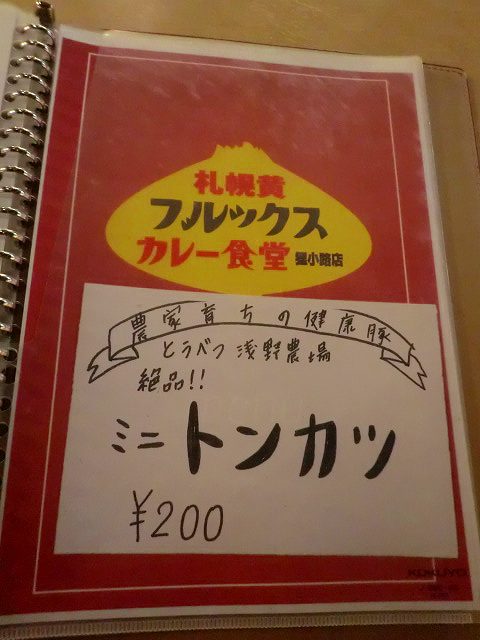 札幌黄
フルックス
カレー食堂 狸小路店
農家育ちの健康豚
とうべつ浅野農場
絶品!!
ミニトンカツ
¥200
KOKUYO